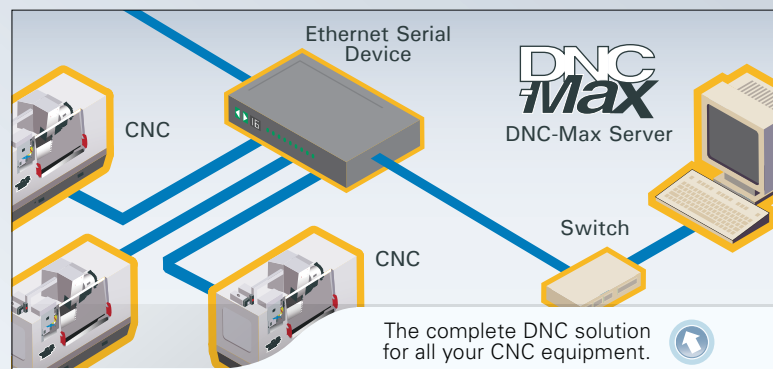 Ethernet Serial
Device
DNC
-Max
DNC-Max Server
CNC
16
Switch
CNC
The complete DNC solution
for all your CNC equipment.